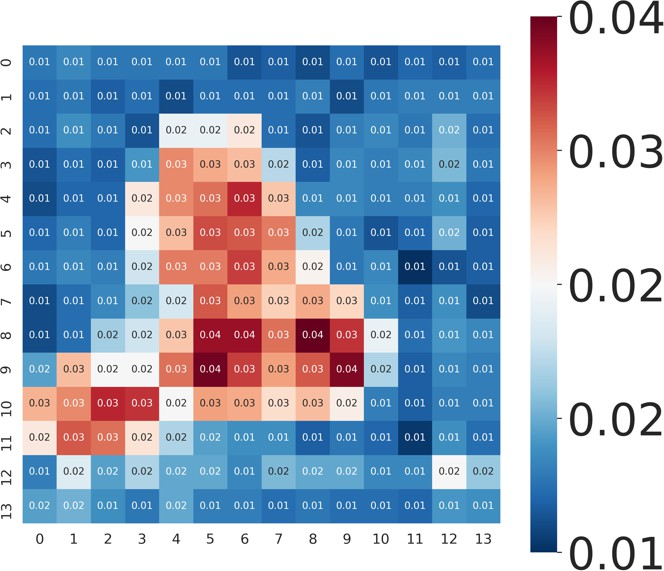 0.04
0 0.01 0.01 0.01 0.01 0.01 0.01 0.01 0.01 0.01 0.01 0.01 0.01 0.01 0.01
1 0.01 0.01 0.01 0.01 0.01 0.01 0.01 0.01 0.01 0.01 0.01 0.01 0.01 0.01
2 0.01 0.01 0.01 0.01 0.02 0.02 0.02 0.01 0.01 0.01 0.01 0.01 0.02 0.01
0.03
3 0.01 0.01 0.01 0.01 0.03 0.03 0.03 0.02 0.01 0.01 0.01 0.01 0.02 0.01
4 0.01 0.01 0.01 0.02 0.03 0.03 0.03 0.03 0.01 0.01 0.01 0.01 0.01 0.01
5 0.01 0.01 0.01 0.02 0.03 0.03 0.03 0.03 0.02 0.01 0.01 0.01 0.02 0.01
6 0.01 0.01 0.01 0.02 0.03 0.03 0.03 0.03 0.02 0.01 0.01 0.01 0.01 0.01
0.02
7 0.01 0.01 0.01 0.02 0.02 0.03 0.03 0.03 0.03 0.03 0.01 0.01 0.01 0.01
8 0.01 0.01 0.02 0.02 0.03 0.04 0.04 0.03 0.04 0.03 0.02 0.01 0.01 0.01
9 0.02 0.03 0.02 0.02 0.03 0.04 0.03 0.03 0.03 0.04 0.02 0.01 0.01 0.01
10 0.03 0.03 0.03 0.03 0.02 0.03 0.03 0.03 0.03 0.02 0.01 0.01 0.01 0.01
0.02
11 0.02 0.03 0.03 0.02 0.02 0.02 0.01 0.01 0.01 0.01 0.01 0.01 0.01 0.01
12 0.01 0.02 0.02 0.02 0.02 0.02 0.01 0.02 0.02 0.02 0.01 0.01 0.02 0.02
13 0.02 0.02 0.01 0.01 0.02 0.01 0.01 0.01 0.01 0.01 0.01 0.01 0.01 0.01
0 1 2 3 4 5 6 7 8 9 10 11 12 13
0.01